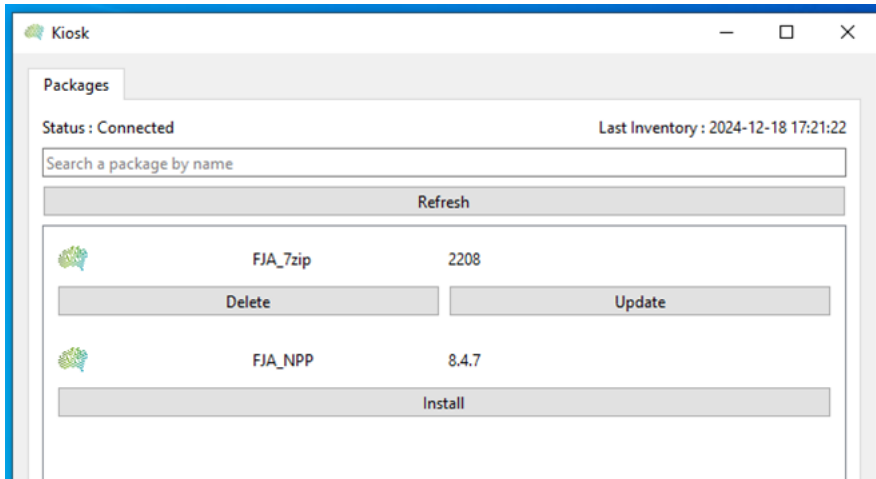 Kiosk
Packages
Status : Connected Last Inventory : 2024-12-18 17:21:22
Search a package by name
Refresh
FJA_7zip 2208
Delete Update
FJA_NPP 8.4.7
Install